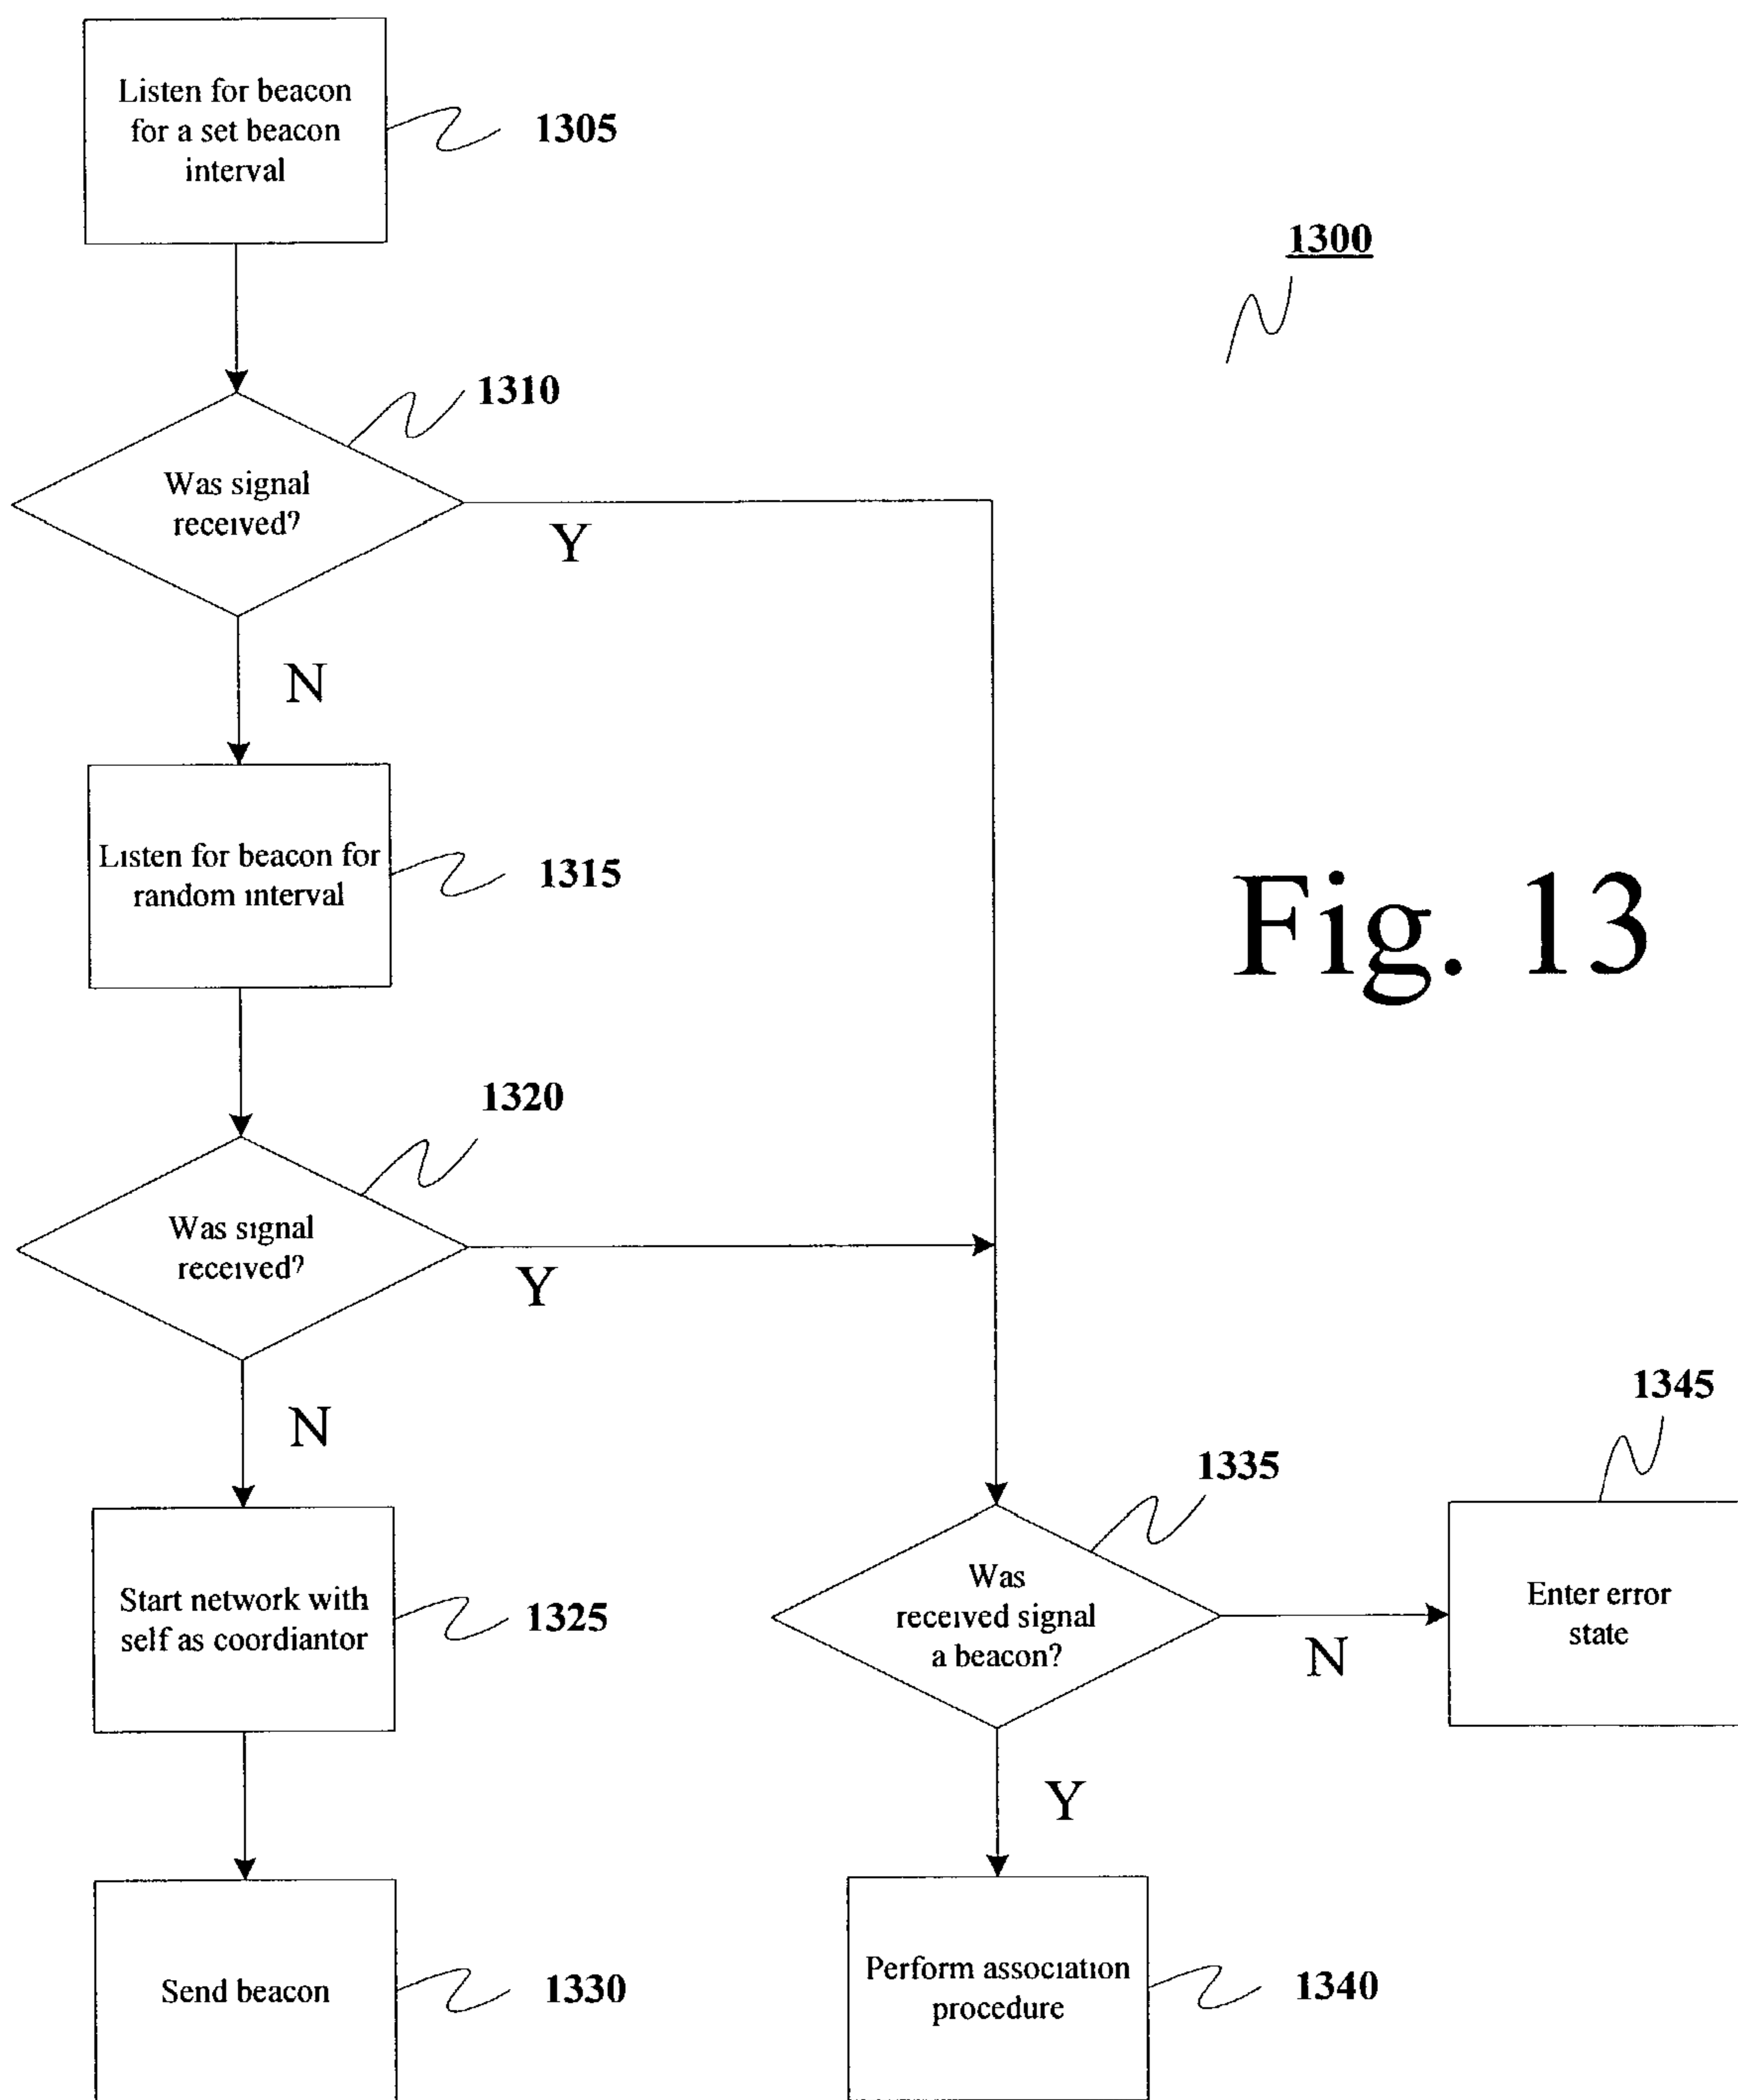 Listen for beacon
for a set beacon
interval
1305
1300
1310
Was signal
received?
Y
N
Listen for beacon for
random interval
1315
Fig. 13
1320
Was signal
received?
Y
N
1345
1335
Start network with
self as coordiantor
1325
Was
received signal
a beacon?
N
Enter error
state
Y
Send beacon
1330
Perform association
procedure
1340